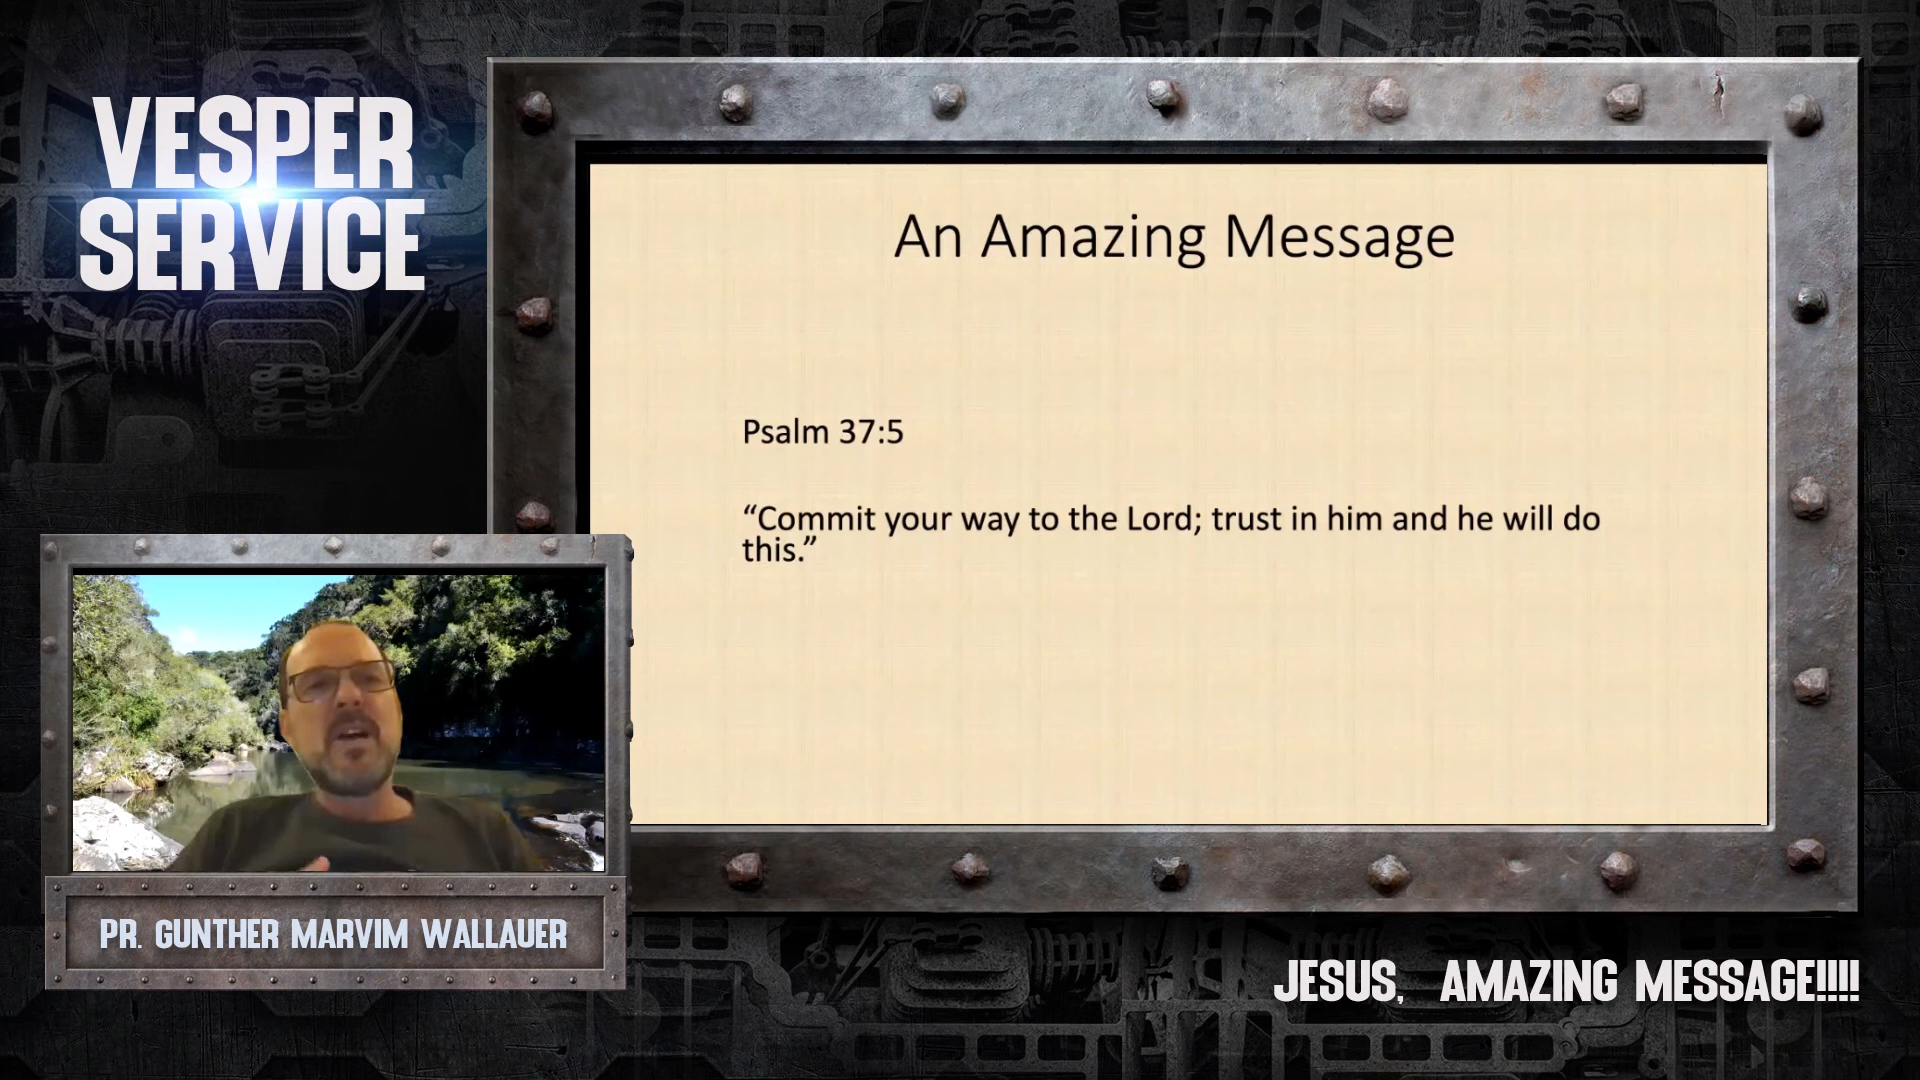 VESPER
SERVICE
An Amazing Message
Psalm 37:5
“Commit your way to the Lord; trust in him and he will do
this.”
PR. GUNTHER MARVIM WALLAUER
JESUS, AMAZING MESSAGE!!!!